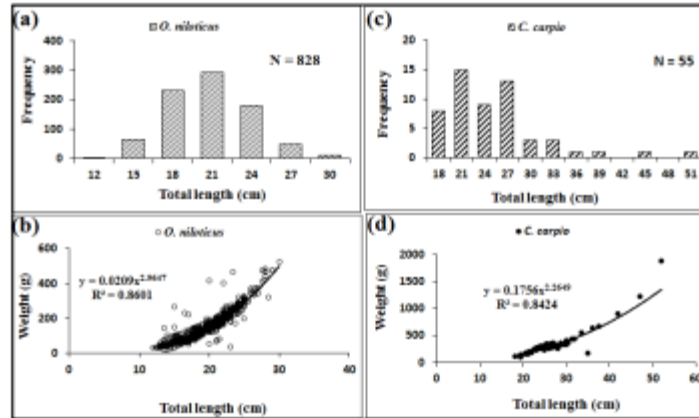 (a)
O. niloticus
N = 828
Frequency
400
300
200
100
0
12 15 18 21 24 27 30
Total length (cm)
(c)
C. carpio
N = 55
Frequency
20
15
10
5
0
18 21 24 27 30 33 36 39 42 45 48 51
Total length (cm)
(b)
O. niloticus
y = 0.0209x^2.9647
R² = 0.8601
Weight (g)
600
400
200
0
0 10 20 30 40
Total length (cm)
(d)
C. carpio
y = 0.1756x^2.2649
R² = 0.8424
Weight (g)
2000
1500
1000
500
0
0 10 20 30 40 50 60
Total length (cm)